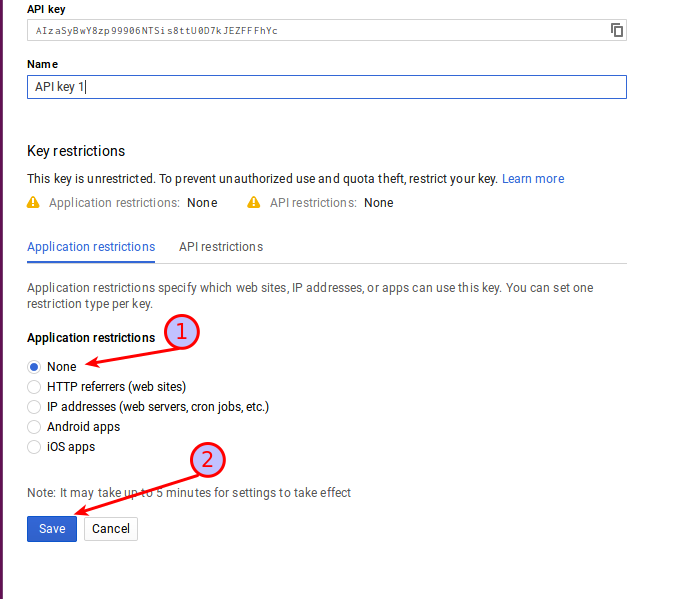 API key
AIzaSyBwY8zp99906NTSis8ttU0D7kJEZFFFhYc
Name
API key 1
Key restrictions
This key is unrestricted. To prevent unauthorized use and quota theft, restrict your key. Learn more
Application restrictions: None API restrictions: None
Application restrictions API restrictions
Application restrictions specify which web sites, IP addresses, or apps can use this key. You can set one
restriction type per key.
Application restrictions 1
None
HTTP referrers (web sites)
IP addresses (web servers, cron jobs, etc.)
Android apps
iOS apps
2
Note: It may take up to 5 minutes for settings to take effect
Save Cancel